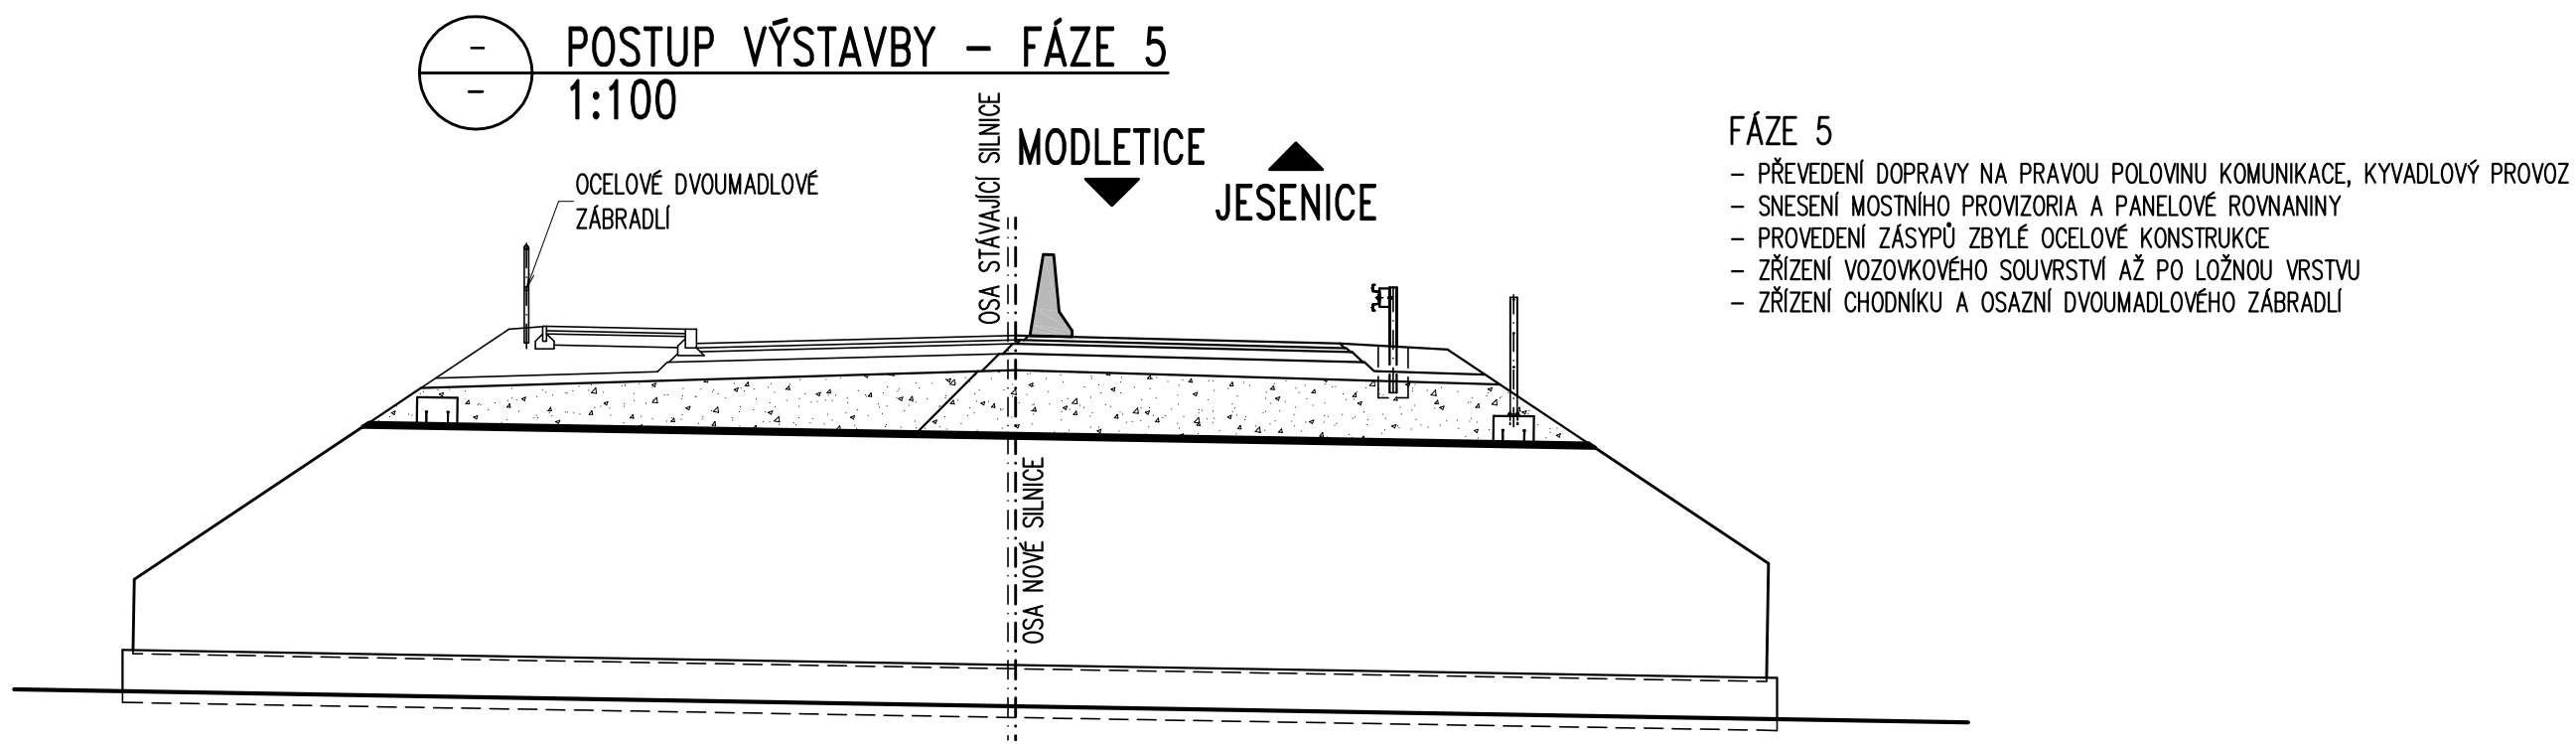 -
POSTUP VÝSTAVBY - FÁZE 5
-
1:100
OCELOVÉ DVOUMADLOVÉ
ZÁBRADLÍ
OSA STÁVAJÍCÍ SILNICE
MODLETICE
JESENICE
OSA NOVÉ SILNICE
FÁZE 5
- PŘEVEDENÍ DOPRAVY NA PRAVOU POLOVINU KOMUNIKACE, KYVADLOVÝ PROVOZ
- SNESENÍ MOSTNÍHO PROVIZORIA A PANELOVÉ ROVNANINY
- PROVEDENÍ ZÁSYPŮ ZBYLÉ OCELOVÉ KONSTRUKCE
- ZŘÍZENÍ VOZOVKOVÉHO SOUVRSTVÍ AŽ PO LOŽNOU VRSTVU
- ZŘÍZENÍ CHODNÍKU A OSAZNÍ DVOUMADLOVÉHO ZÁBRADLÍ